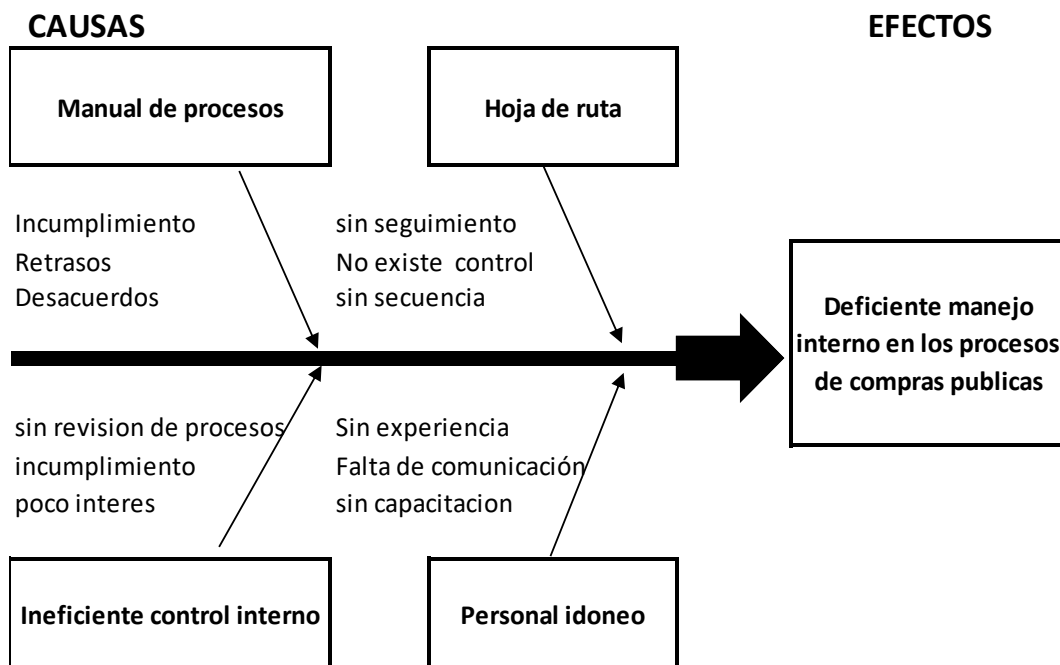 CAUSAS
EFECTOS
Manual de procesos
Hoja de ruta
Incumplimiento
Retrasos
Desacuerdos
sin seguimiento
No existe control
sin secuencia
Deficiente manejo
interno en los procesos
de compras publicas
sin revision de procesos
incumplimiento
poco interes
Sin experiencia
Falta de comunicación
sin capacitacion
Ineficiente control interno
Personal idoneo